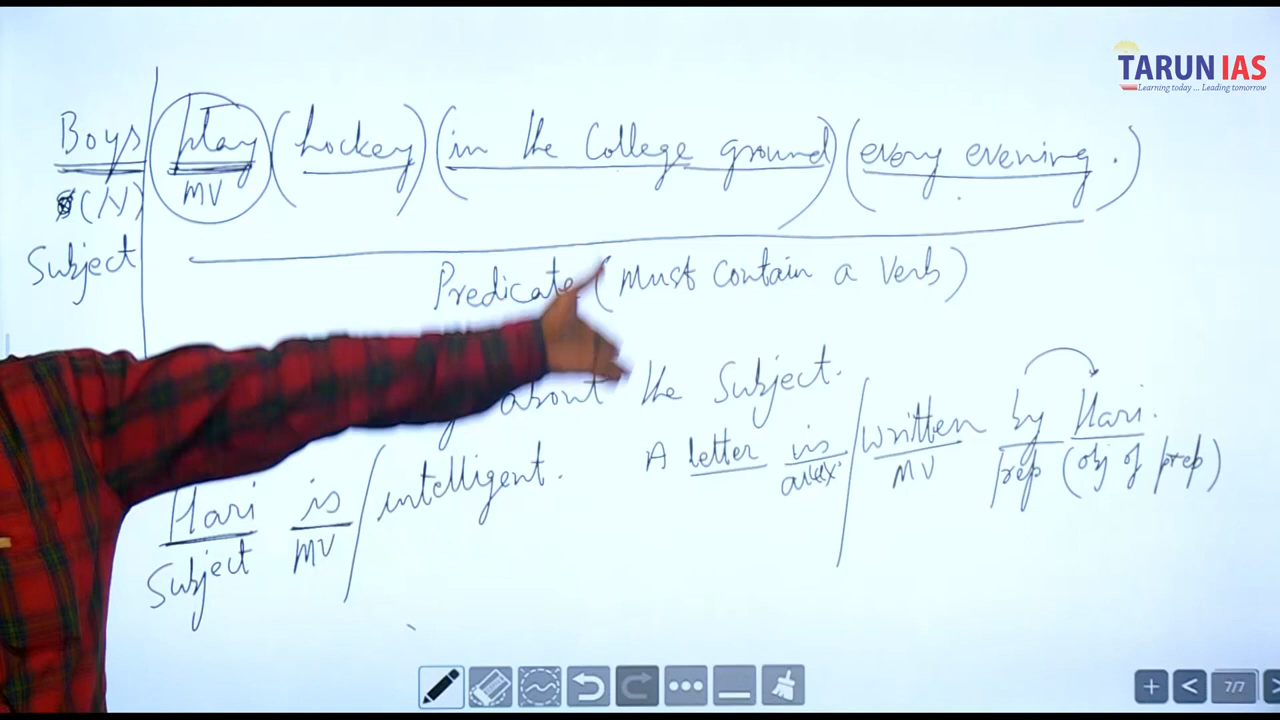 TARUN IAS
Learning today ... Leading tomorrow
Boys play (hockey) (in the College ground) (every evening.)
(N) MV
Subject
Predicate (Must Contain a Verb)
about the Subject.
Hari is / intelligent.
Subject MV
A letter is / written by Hari.
aux. MV prep (obj of prep)
7/7